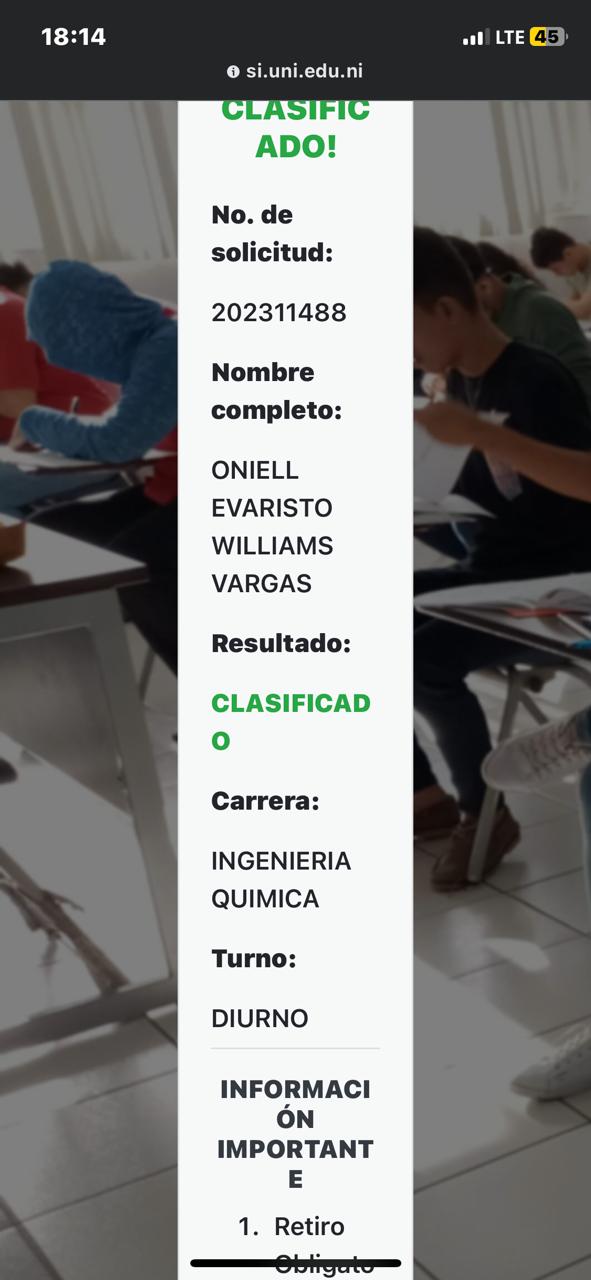 18:14
LTE 45
si.uni.edu.ni
CLASIFIC
ADO!
No. de
solicitud:
202311488
Nombre
completo:
ONIELL
EVARISTO
WILLIAMS
VARGAS
Resultado:
CLASIFICAD
O
Carrera:
INGENIERIA
QUIMICA
Turno:
DIURNO
INFORMACI
ÓN
IMPORTANT
E
1. Retiro
Obligato